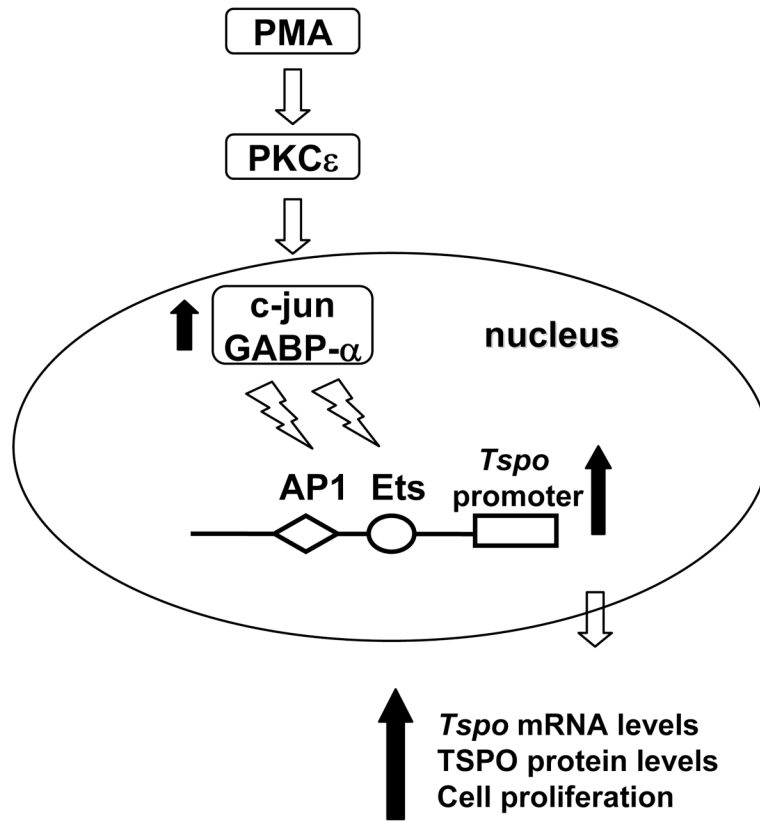 PMA
PKCε
c-jun
GABP-α
nucleus
AP1 Ets
Tspo
promoter
Tspo mRNA levels
TSPO protein levels
Cell proliferation